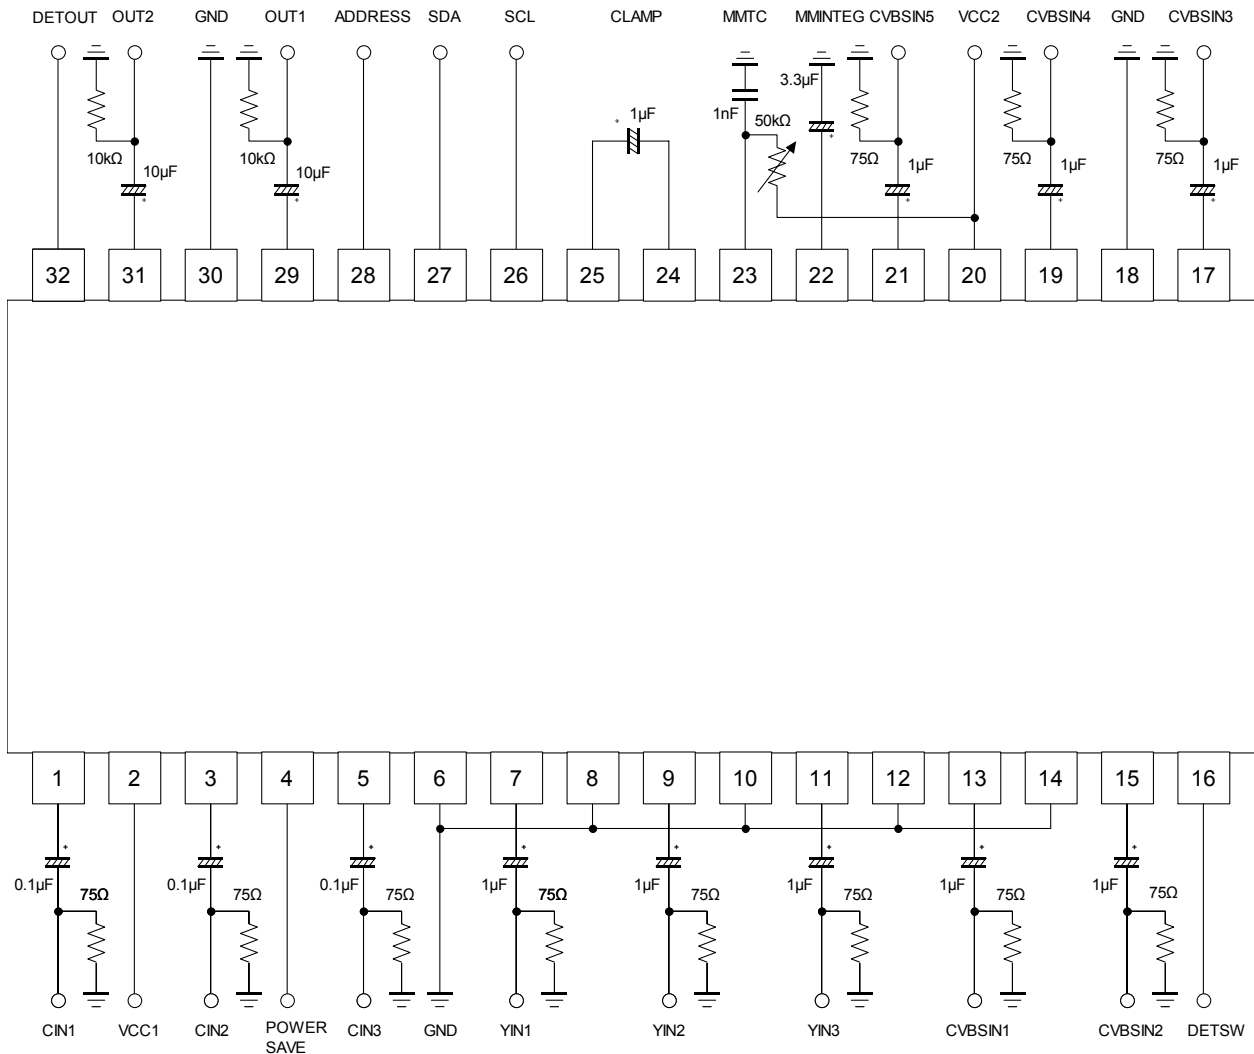 DETOUT OUT2 GND OUT1 ADDRESS SDA SCL CLAMP MMTC MMINTEG CVBSIN5 VCC2 CVBSIN4 GND CVBSIN3
3.3µF
+ 1µF 1nF 50kΩ
10kΩ 10kΩ 75Ω 75Ω 75Ω
10µF 10µF 1µF 1µF 1µF
+ + + + + +
32 31 30 29 28 27 26 25 24 23 22 21 20 19 18 17
1 2 3 4 5 6 7 8 9 10 11 12 13 14 15 16
+ + + + + + + +
0.1µF 0.1µF 0.1µF 1µF 1µF 1µF 1µF 1µF
75Ω 75Ω 75Ω 75Ω 75Ω 75Ω 75Ω 75Ω
CIN1 VCC1 CIN2 POWER CIN3 GND YIN1 YIN2 YIN3 CVBSIN1 CVBSIN2 DETSW
SAVE